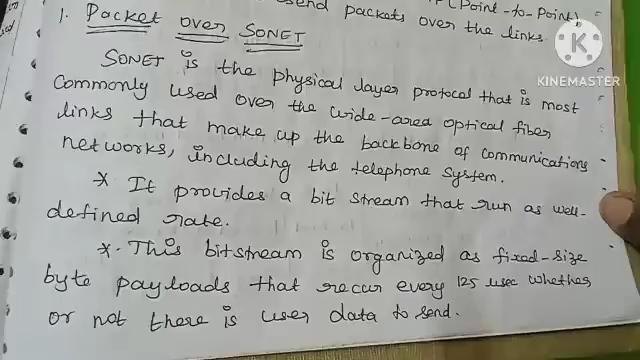 send packets over the links. (Point-to-Point)
1. Packet over SONET
SONET is the physical layer protocol that is most
commonly used over the wide-area optical fiber
links that make up the backbone of communications
networks, including the telephone system.
* It provides a bit stream that run as well-
defined rate.
*. This bitstream is organized as fixed-size
byte payloads that recur every 125 usec whether
or not there is user data to send.
K
KINEMASTER